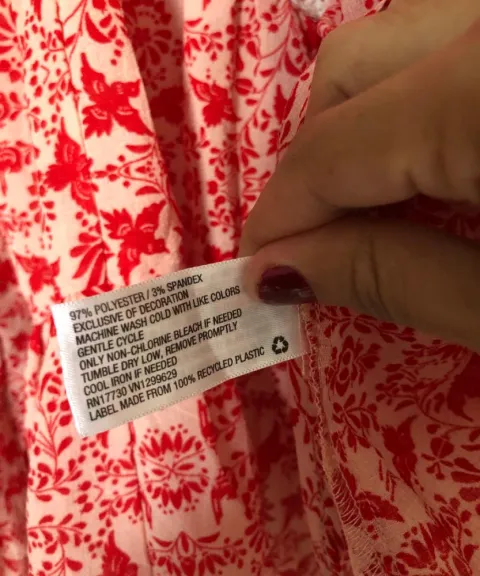 97% POLYESTER / 3% SPANDEX
EXCLUSIVE OF DECORATION
MACHINE WASH COLD WITH LIKE COLORS
GENTLE CYCLE
ONLY NON-CHLORINE BLEACH IF NEEDED
TUMBLE DRY LOW, REMOVE PROMPTLY
COOL IRON IF NEEDED
RN17730 VN1299629
LABEL MADE FROM 100% RECYCLED PLASTIC